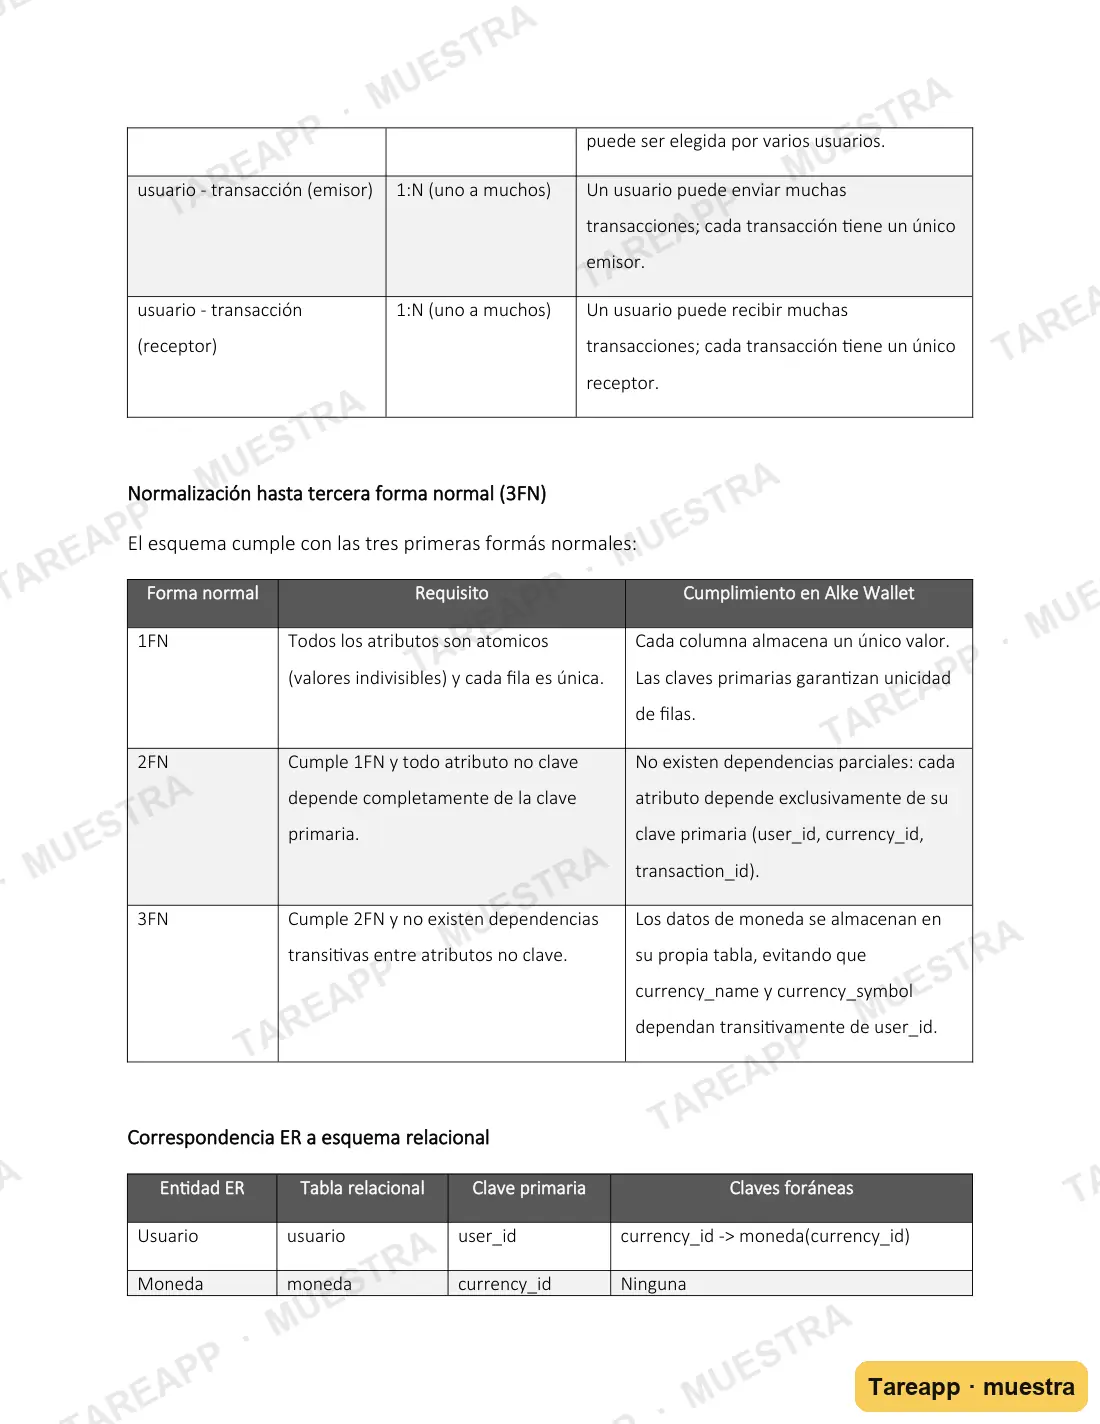 puede ser elegida por varios usuarios.
usuario - transacción (emisor) 1:N (uno a muchos) Un usuario puede enviar muchas
transacciones; cada transacción tiene un único
emisor.
usuario - transacción 1:N (uno a muchos) Un usuario puede recibir muchas
(receptor) transacciones; cada transacción tiene un único
receptor.
Normalización hasta tercera forma normal (3FN)
El esquema cumple con las tres primeras formás normales:
Forma normal Requisito Cumplimiento en Alke Wallet
1FN Todos los atributos son atomicos Cada columna almacena un único valor.
(valores indivisibles) y cada fila es única. Las claves primarias garantizan unicidad
de filas.
2FN Cumple 1FN y todo atributo no clave No existen dependencias parciales: cada
depende completamente de la clave atributo depende exclusivamente de su
primaria. clave primaria (user_id, currency_id,
transaction_id).
3FN Cumple 2FN y no existen dependencias Los datos de moneda se almacenan en
transitivas entre atributos no clave. su propia tabla, evitando que
currency_name y currency_symbol
dependan transitivamente de user_id.
Correspondencia ER a esquema relacional
Entidad ER Tabla relacional Clave primaria Claves foráneas
Usuario usuario user_id currency_id -> moneda(currency_id)
Moneda moneda currency_id Ninguna
TAREAPP · MUESTRA
Tareapp · muestra